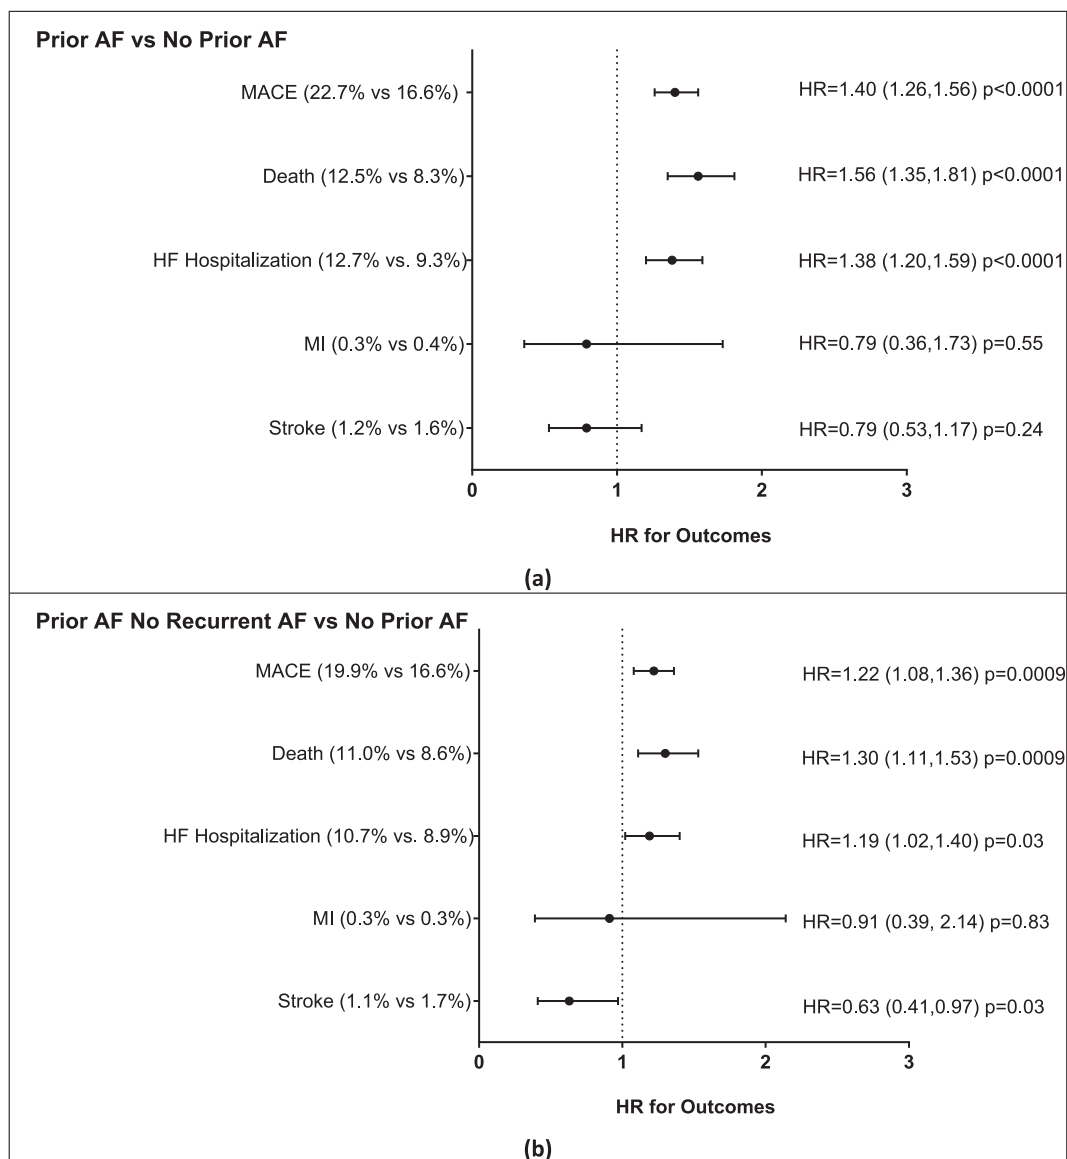 Prior AF vs No Prior AF
MACE (22.7% vs 16.6%) HR=1.40 (1.26,1.56) p<0.0001
Death (12.5% vs 8.3%) HR=1.56 (1.35,1.81) p<0.0001
HF Hospitalization (12.7% vs. 9.3%) HR=1.38 (1.20,1.59) p<0.0001
MI (0.3% vs 0.4%) HR=0.79 (0.36,1.73) p=0.55
Stroke (1.2% vs 1.6%) HR=0.79 (0.53,1.17) p=0.24
0 1 2 3
HR for Outcomes
(a)
Prior AF No Recurrent AF vs No Prior AF
MACE (19.9% vs 16.6%) HR=1.22 (1.08,1.36) p=0.0009
Death (11.0% vs 8.6%) HR=1.30 (1.11,1.53) p=0.0009
HF Hospitalization (10.7% vs. 8.9%) HR=1.19 (1.02,1.40) p=0.03
MI (0.3% vs 0.3%) HR=0.91 (0.39, 2.14) p=0.83
Stroke (1.1% vs 1.7%) HR=0.63 (0.41,0.97) p=0.03
0 1 2 3
HR for Outcomes
(b)